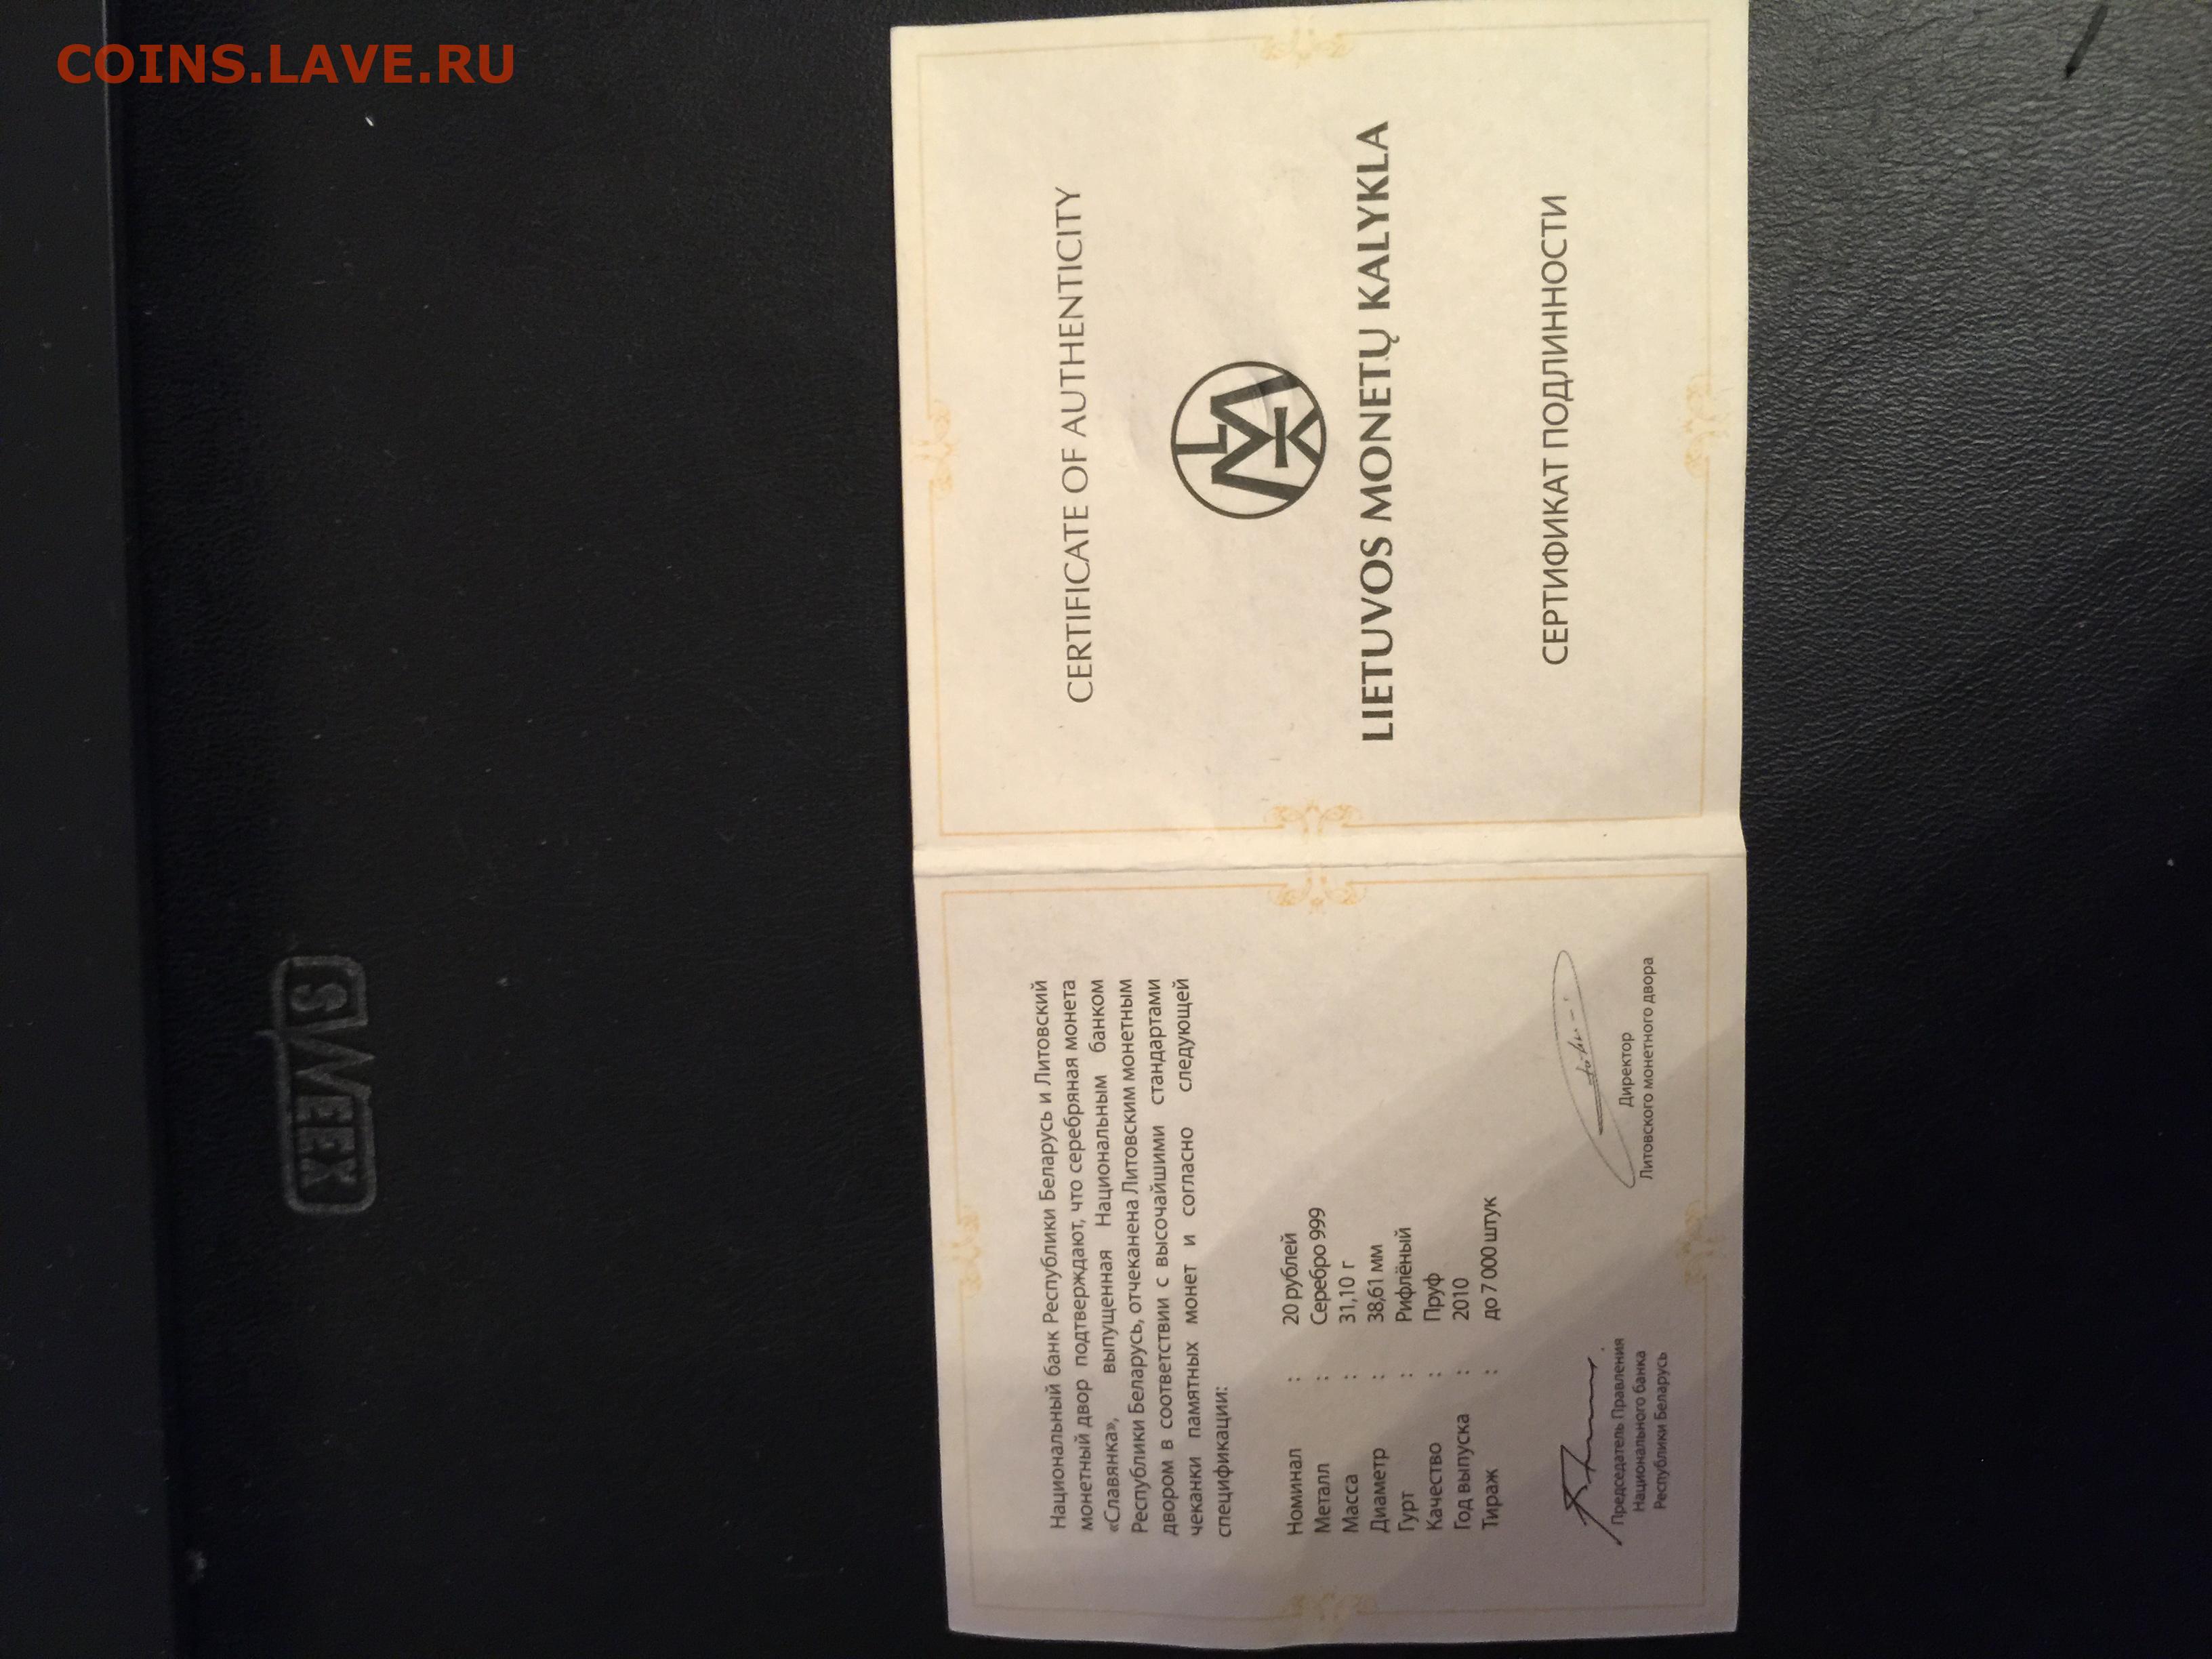 COINS.LAVE.RU
SVEEX
Национальный банк Республики Беларусь и Литовский
монетный двор подтверждают, что серебряная монета
«Славянка», выпущенная Национальным банком
Республики Беларусь, отчеканена Литовским монетным
двором в соответствии с высочайшими стандартами
чеканки памятных монет и согласно следующей
спецификации:
Номинал : 20 рублей
Металл : Серебро 999
Масса : 31,10 г
Диаметр : 38,61 мм
Гурт : Рифлёный
Качество : Пруф
Год выпуска : 2010
Тираж : до 7 000 штук
Председатель Правления
Национального банка
Республики Беларусь
Директор
Литовского монетного двора
CERTIFICATE OF AUTHENTICITY
LM
LIETUVOS MONETŲ KALYKLA
СЕРТИФИКАТ ПОДЛИННОСТИ